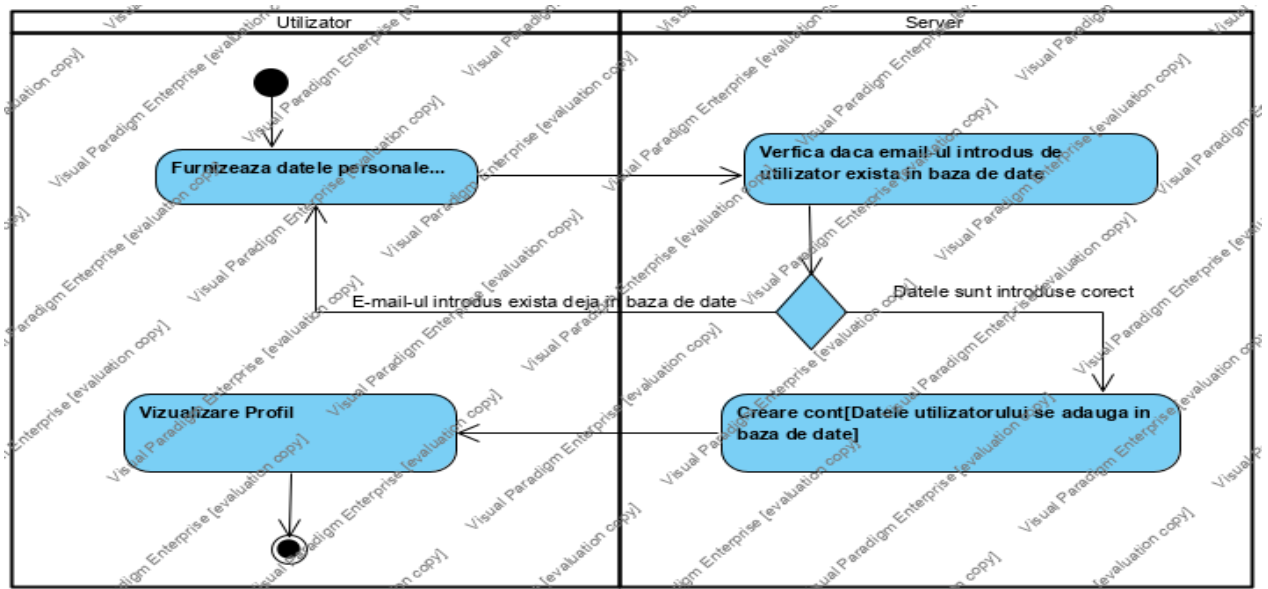 Utilizator
Server
Furnizeaza datele personale...
Verfica daca email-ul introdus de
utilizator exista in baza de date
E-mail-ul introdus exista deja in baza de date
Datele sunt introduse corect
Vizualizare Profil
Creare cont[Datele utilizatorului se adauga in
baza de date]
Visual Paradigm Enterprise [evaluation copy]